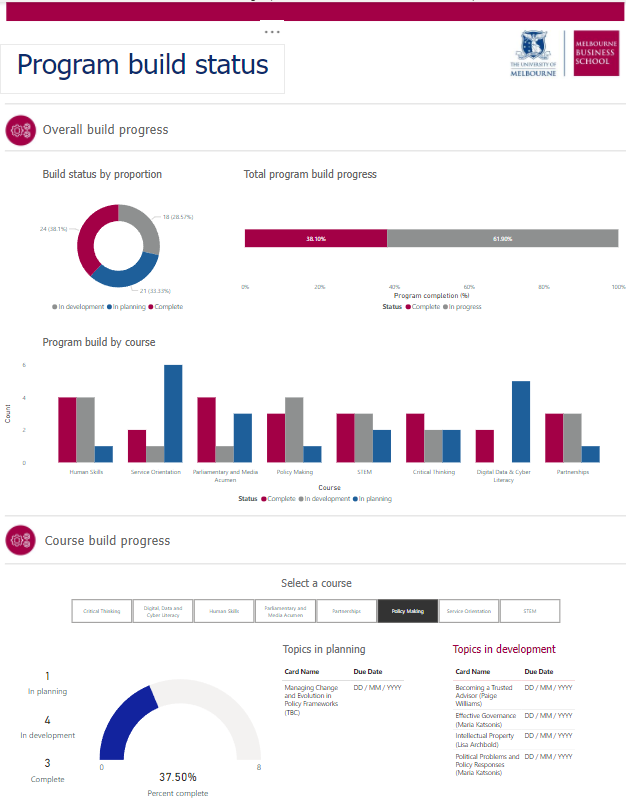 THE UNIVERSITY OF
MELBOURNE
MELBOURNE
BUSINESS
SCHOOL
Program build status
Overall build progress
Build status by proportion
Total program build progress
18 (28.57%)
24 (38.1%)
21 (33.33%)
In development In planning Complete
38.10%
61.90%
0% 20% 40% 60% 80% 100%
Program completion (%)
Status Complete In progress
Program build by course
6
4
2
0
Count
Human Skills
Service Orientation
Parliamentary and Media
Acumen
Policy Making
STEM
Critical Thinking
Digital Data & Cyber
Literacy
Partnerships
Course
Status Complete In development In planning
Course build progress
Select a course
Critical Thinking
Digital, Data and
Cyber Literacy
Human Skills
Parliamentary and
Media Acumen
Partnerships
Policy Making
Service Orientation
STEM
1
In planning
4
In development
3
Complete
0
8
37.50%
Percent complete
Topics in planning
Card Name Due Date
Managing Change DD / MM / YYYY
and Evolution in
Policy Frameworks
(TBC)
Topics in development
Card Name Due Date
Becoming a Trusted DD / MM / YYYY
Advisor (Paige
Williams)
Effective Governance DD / MM / YYYY
(Maria Katsonis)
Intellectual Property DD / MM / YYYY
(Lisa Archbold)
Political Problems and DD / MM / YYYY
Policy Responses
(Maria Katsonis)